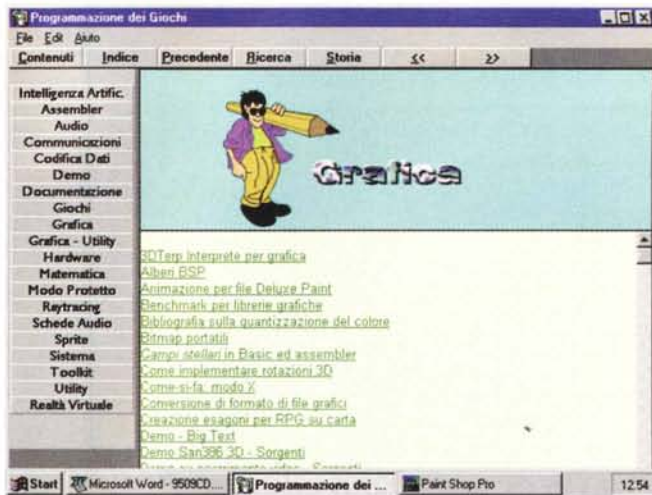 Programmazione dei Giochi
File Edit Aiuto
Contenuti Indice Precedente Ricerca Storia << >>
Intelligenza Artific.
Assembler
Audio
Communicazioni
Codifica Dati
Demo
Documentazione
Giochi
Grafica
Grafica - Utility
Hardware
Matematica
Modo Protetto
Raytracing
Schede Audio
Sprite
Sistema
Toolkit
Utility
Realtà Virtuale
Grafica
3DTerp Interprete per grafica
Alberi BSP
Animazione per file Deluxe Paint
Benchmark per librerie grafiche
Bibliografia sulla quantizzazione del colore
Bitmap portatili
Campi stellari in Basic ed assembler
Come implementare rotazioni 3D
Come-si-fa: modo X
Conversione di formato di file grafici
Creazione esagoni per RPG su carta
Demo - Big Text
Demo San386 3D - Sorgenti
Start Microsoft Word - 9509CD.... Programmazione dei ... Paint Shop Pro 12:54